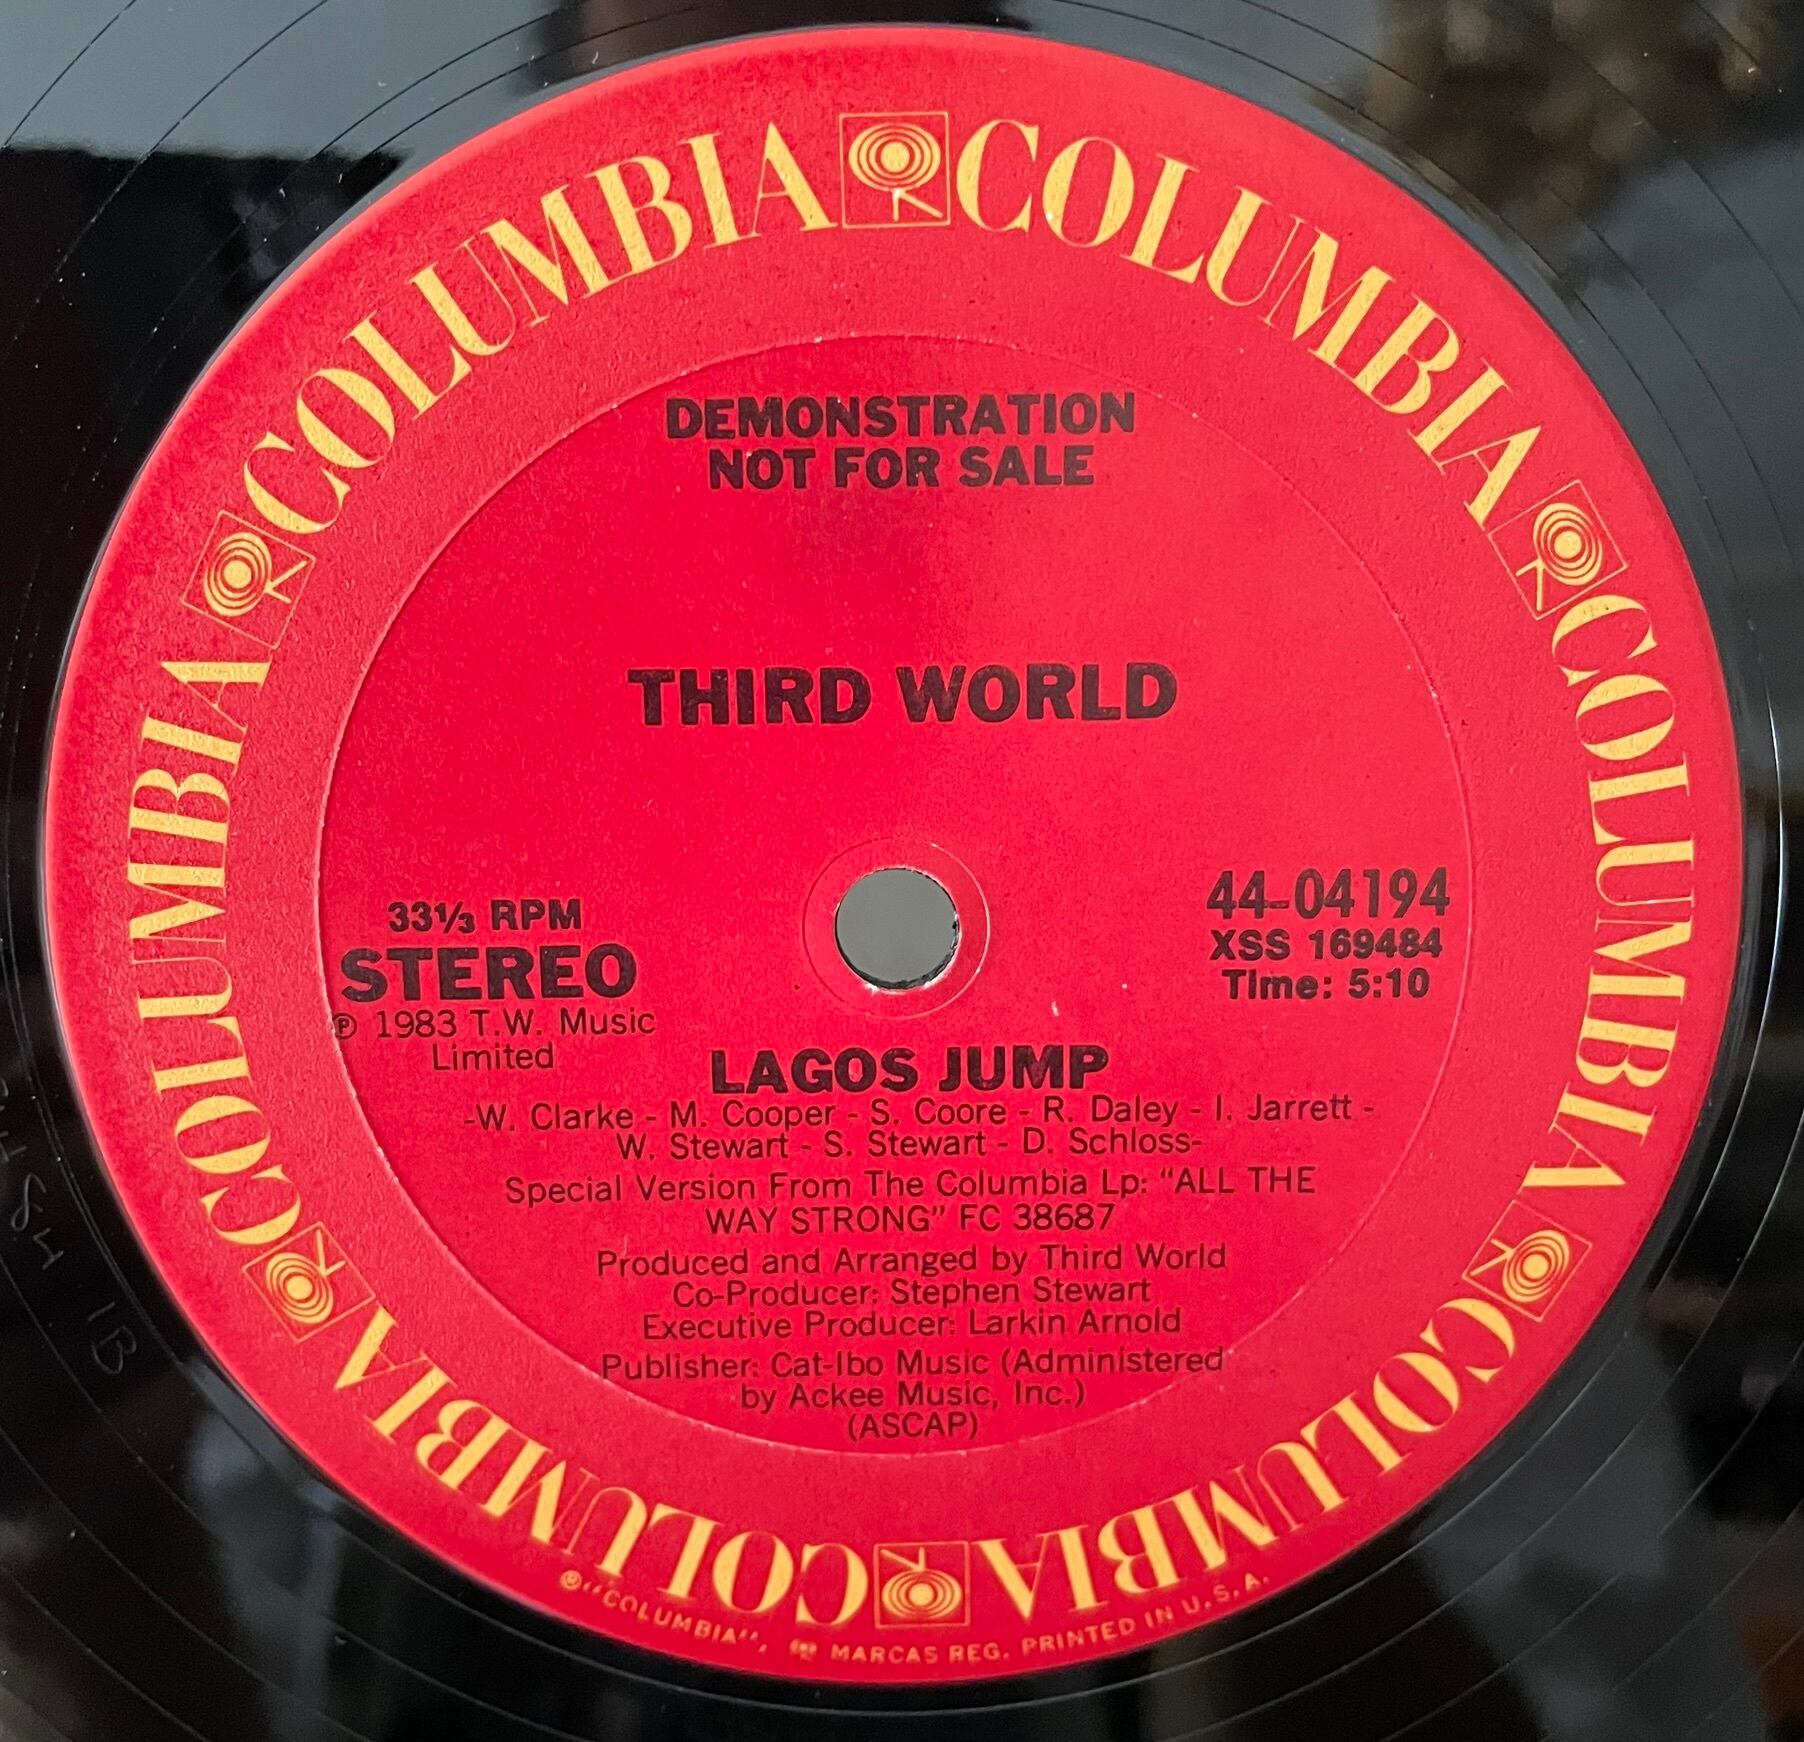 COLUMBIA COLUMBIA COLUMBIA COLUMBIA COLUMBIA COLUMBIA
DEMONSTRATION
NOT FOR SALE
THIRD WORLD
33⅓ RPM
STEREO
℗ 1983 T.W. Music
Limited
44-04194
XSS 169484
Time: 5:10
LAGOS JUMP
-W. Clarke - M. Cooper - S. Coore - R. Daley - I. Jarrett -
W. Stewart - S. Stewart - D. Schloss-
Special Version From The Columbia Lp: “ALL THE
WAY STRONG” FC 38687
Produced and Arranged by Third World
Co-Producer: Stephen Stewart
Executive Producer: Larkin Arnold
Publisher: Cat-Ibo Music (Administered
by Ackee Music, Inc.)
(ASCAP)
®“COLUMBIA”, MARCAS REG. PRINTED IN U.S.A.
1B